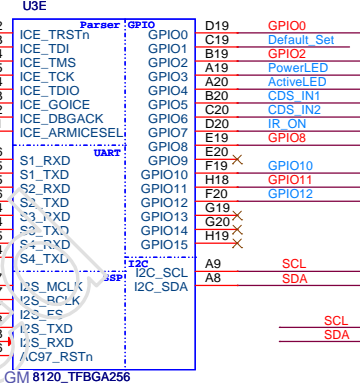 U3E
Parser GPIO
ICE_TRSTn GPIO0 D19 GPIO0
ICE_TDI GPIO1 C19 Default_Set
ICE_TMS GPIO2 B19 GPIO2
ICE_TCK GPIO3 A19 PowerLED
ICE_TDIO GPIO4 A20 ActiveLED
ICE_GOICE GPIO5 B20 CDS_IN1
ICE_DBGACK GPIO6 C20 CDS_IN2
ICE_ARMICESEL GPIO7 D20 IR_ON
GPIO8 E19 GPIO8
UART GPIO9 E20
S1_RXD GPIO10 F19 GPIO10
S1_TXD GPIO11 H18 GPIO11
S2_RXD GPIO12 F20 GPIO12
S2_TXD GPIO13 G19
S3_RXD GPIO14 G20
S3_TXD GPIO15 H19
S4_RXD
S4_TXD I2C
SSP I2C_SCL A9 SCL
I2S_MCLK I2C_SDA A8 SDA
I2S_BCLK
I2S_FS
I2S_TXD SCL
I2S_RXD SDA
AC97_RSTn
GM 8120_TFBGA256